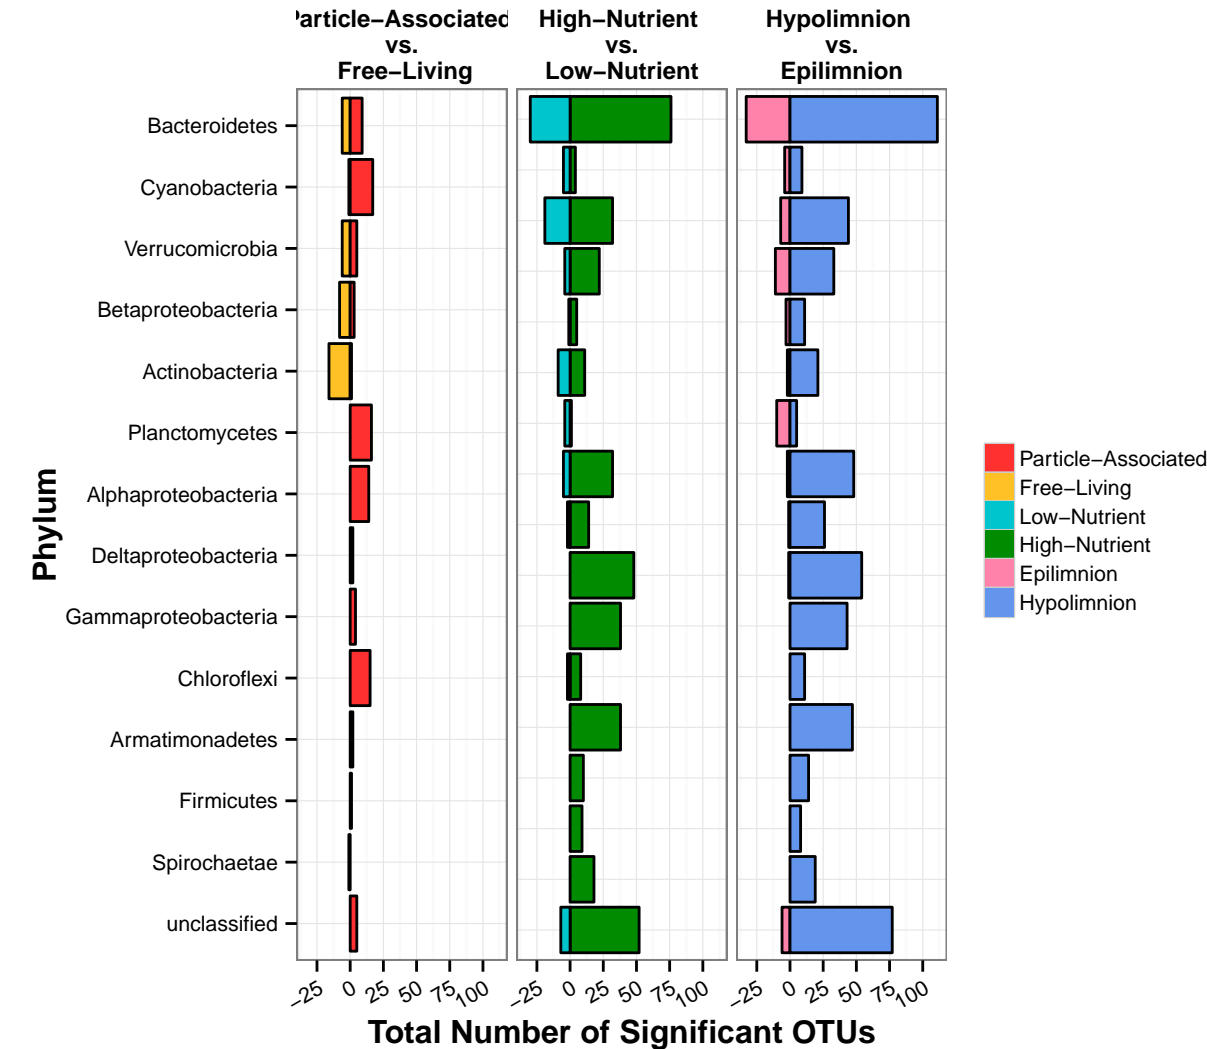 Particle−Associated
vs.
Free−Living
High−Nutrient
vs.
Low−Nutrient
Hypolimnion
vs.
Epilimnion
Phylum
Bacteroidetes
Cyanobacteria
Verrucomicrobia
Betaproteobacteria
Actinobacteria
Planctomycetes
Alphaproteobacteria
Deltaproteobacteria
Gammaproteobacteria
Chloroflexi
Armatimonadetes
Firmicutes
Spirochaetae
unclassified
−25 0 25 50 75 100
−25 0 25 50 75 100
−25 0 25 50 75 100
Total Number of Significant OTUs
Particle−Associated
Free−Living
Low−Nutrient
High−Nutrient
Epilimnion
Hypolimnion